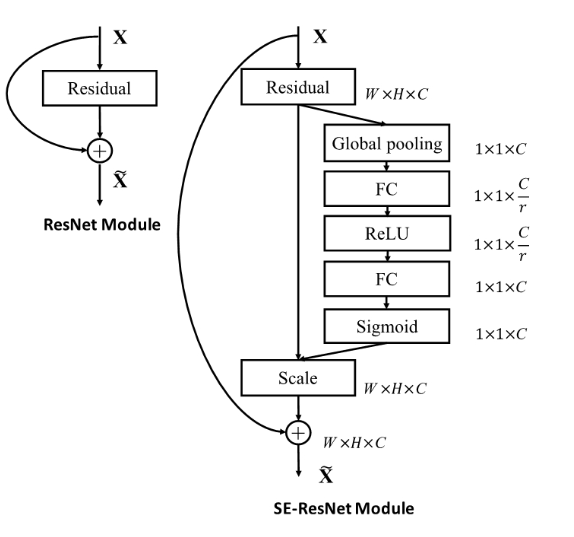 X
Residual
+
X̃
ResNet Module
X
Residual
W×H×C
Global pooling
1×1×C
FC
1×1×C/r
ReLU
1×1×C/r
FC
1×1×C
Sigmoid
1×1×C
Scale
W×H×C
+
W×H×C
X̃
SE-ResNet Module